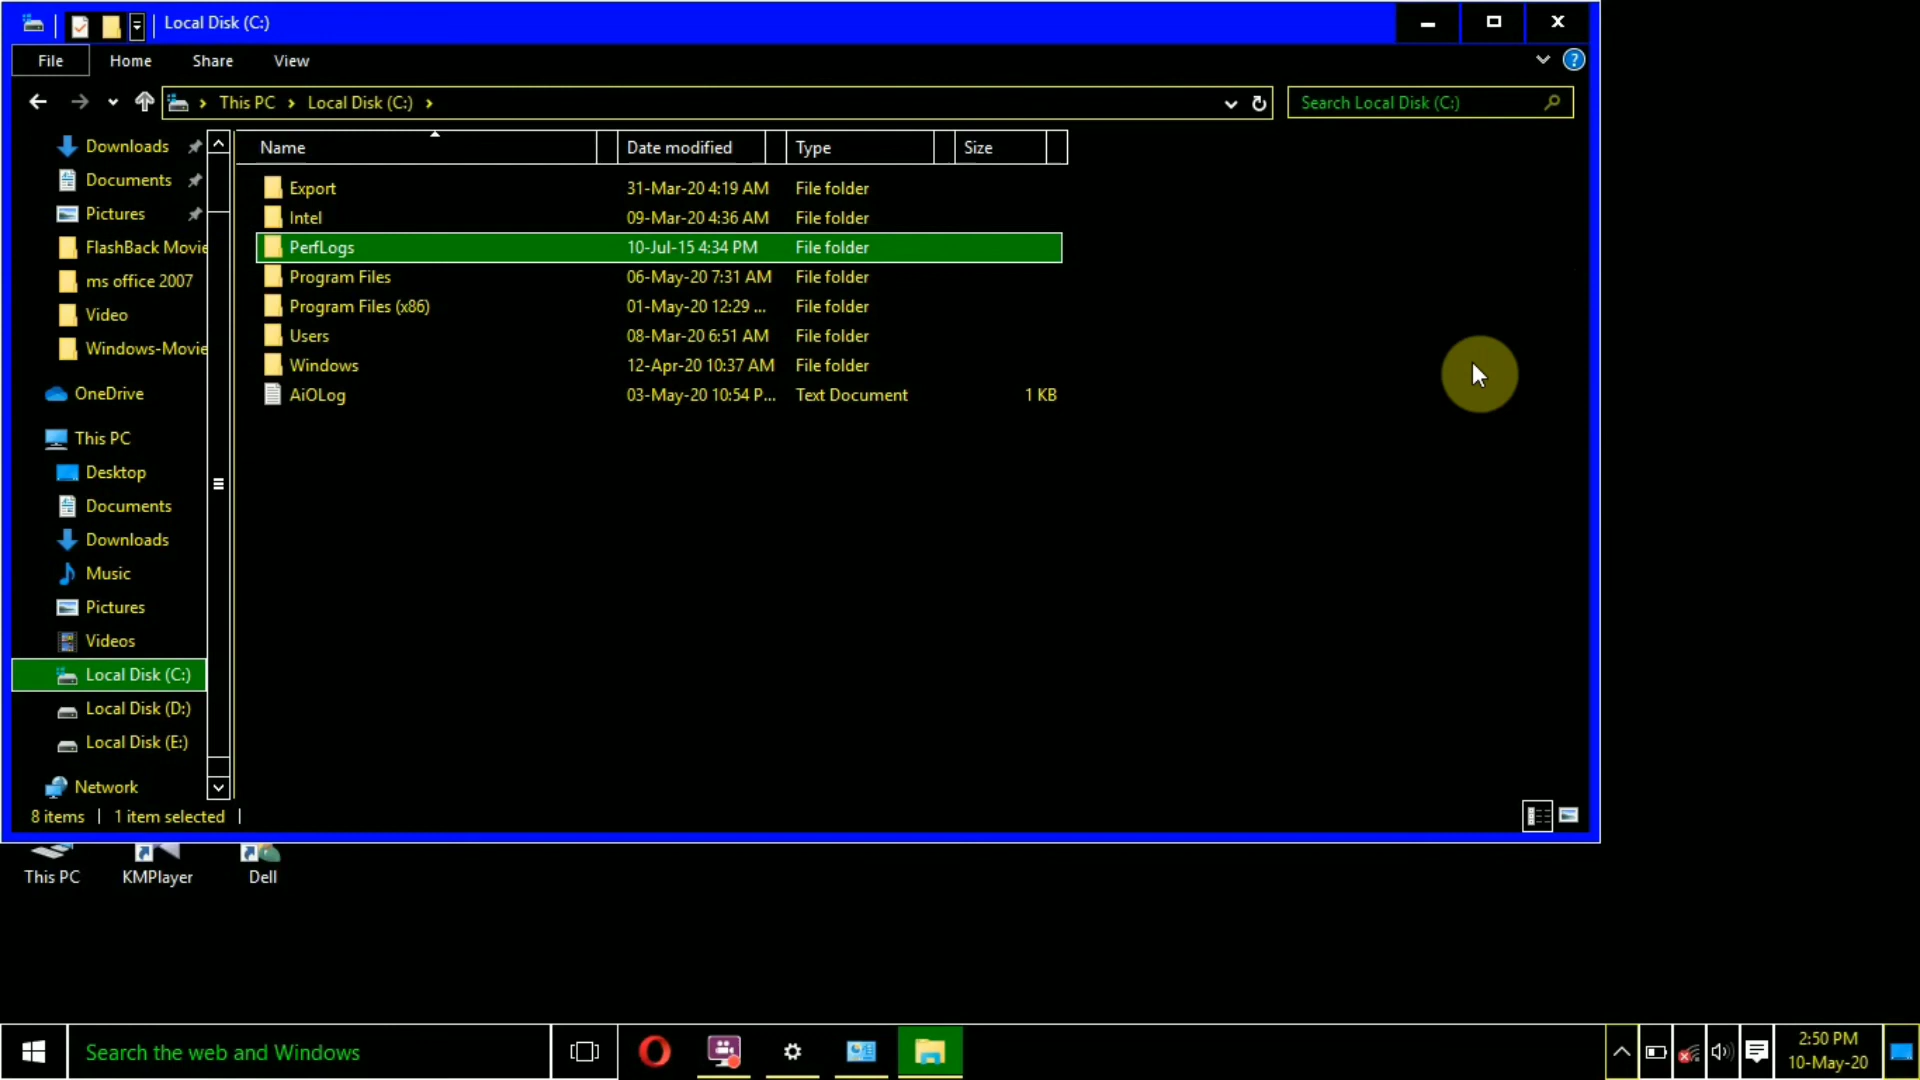 Local Disk (C:)
File Home Share View
This PC Local Disk (C:) Search Local Disk (C:)
Name Date modified Type Size
Export 31-Mar-20 4:19 AM File folder
Intel 09-Mar-20 4:36 AM File folder
PerfLogs 10-Jul-15 4:34 PM File folder
Program Files 06-May-20 7:31 AM File folder
Program Files (x86) 01-May-20 12:29 ... File folder
Users 08-Mar-20 6:51 AM File folder
Windows 12-Apr-20 10:37 AM File folder
AiOLog 03-May-20 10:54 P... Text Document 1 KB
Downloads
Documents
Pictures
FlashBack Movie
ms office 2007
Video
Windows-Movie
OneDrive
This PC
Desktop
Documents
Downloads
Music
Pictures
Videos
Local Disk (C:)
Local Disk (D:)
Local Disk (E:)
Network
8 items 1 item selected
This PC KMPlayer Dell
Search the web and Windows
2:50 PM
10-May-20